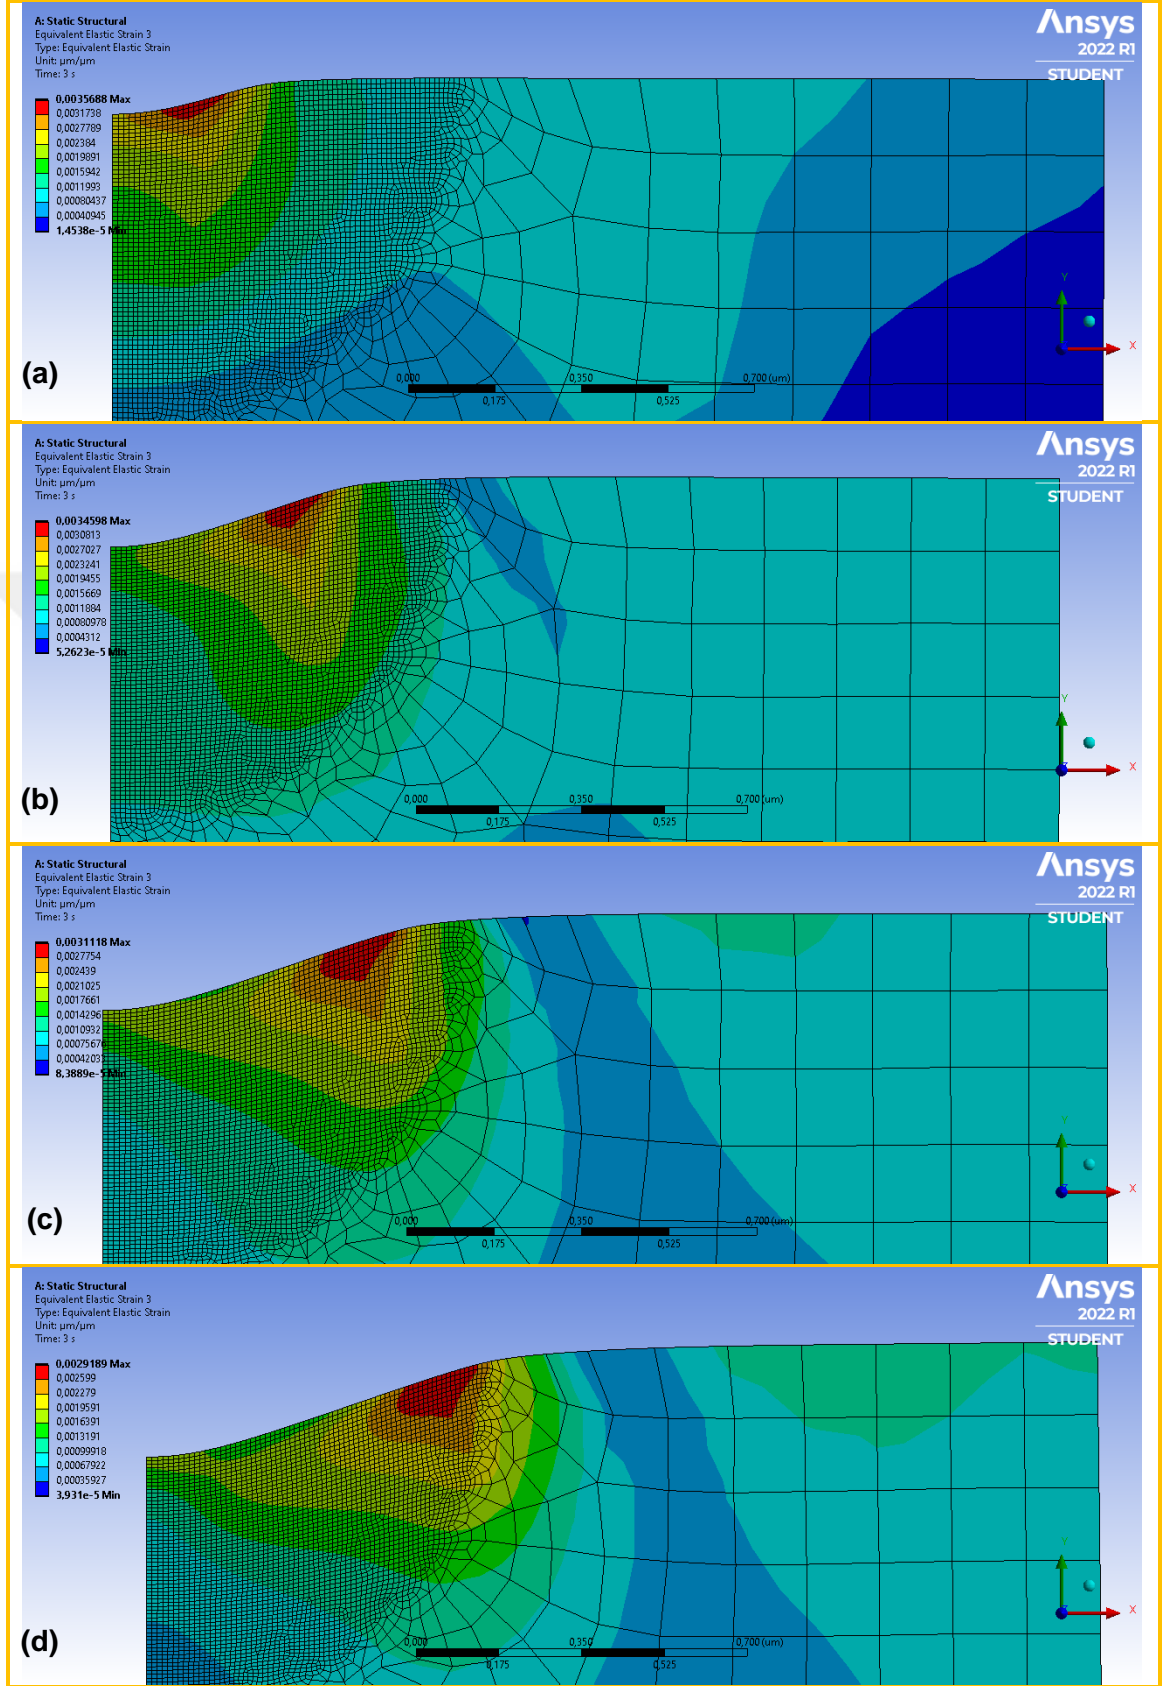 A: Static Structural
Equivalent Elastic Strain 3
Type: Equivalent Elastic Strain
Unit: µm/µm
Time: 3 s
Ansys
2022 R1
STUDENT
0,0035688 Max
0,0031738
0,0027789
0,002384
0,0019891
0,0015942
0,0011993
0,00080437
0,00040945
1,4538e-5 Min
Y
X
0,000
0,350
0,700 (um)
0,175
0,525
(a)
A: Static Structural
Equivalent Elastic Strain 3
Type: Equivalent Elastic Strain
Unit: µm/µm
Time: 3 s
Ansys
2022 R1
STUDENT
0,0034598 Max
0,0030813
0,0027027
0,0023241
0,0019455
0,0015669
0,0011884
0,00080978
0,0004312
5,2623e-5 Min
Y
X
0,000
0,350
0,700 (um)
0,175
0,525
(b)
A: Static Structural
Equivalent Elastic Strain 3
Type: Equivalent Elastic Strain
Unit: µm/µm
Time: 3 s
Ansys
2022 R1
STUDENT
0,0031118 Max
0,0027754
0,002439
0,0021025
0,0017661
0,0014296
0,0010932
0,00075676
0,00042033
8,3889e-5 Min
Y
X
0,000
0,350
0,700 (um)
0,175
0,525
(c)
A: Static Structural
Equivalent Elastic Strain 3
Type: Equivalent Elastic Strain
Unit: µm/µm
Time: 3 s
Ansys
2022 R1
STUDENT
0,0029189 Max
0,002599
0,002279
0,0019591
0,0016391
0,0013191
0,00099918
0,00067922
0,00035927
3,931e-5 Min
Y
X
0,000
0,350
0,700 (um)
0,175
0,525
(d)